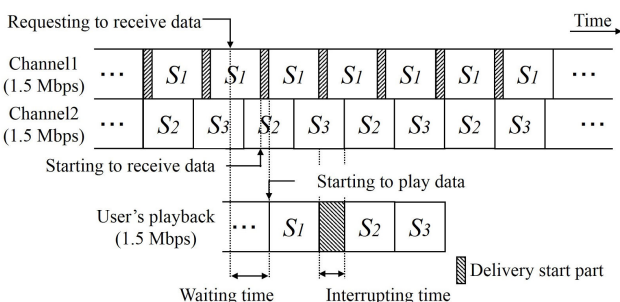 Requesting to receive data
Time
Channel1
(1.5 Mbps)
... S1 S1 S1 S1 S1 S1 S1 ...
Channel2
(1.5 Mbps)
... S2 S3 S2 S3 S2 S3 S2 S3 ...
Starting to receive data
Starting to play data
User's playback
(1.5 Mbps)
... S1 S2 S3
Delivery start part
Waiting time
Interrupting time